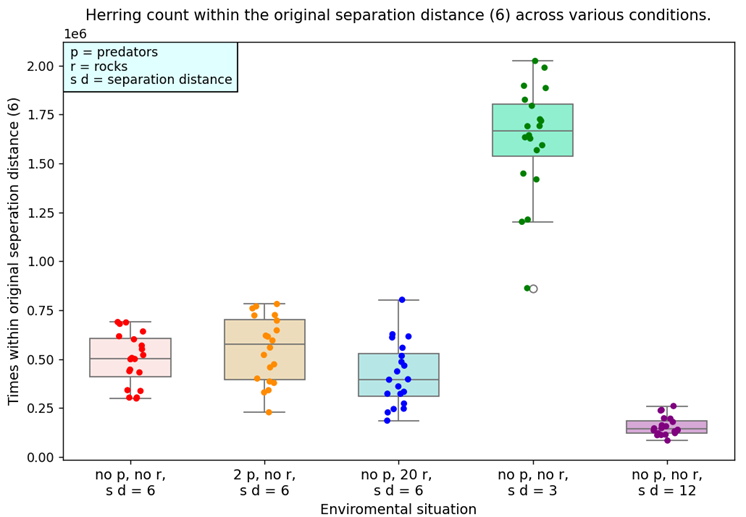 Herring count within the original separation distance (6) across various conditions.
1e6
p = predators
r = rocks
s d = separation distance
2.00
1.75
1.50
1.25
1.00
0.75
0.50
0.25
0.00
Times within original seperation distance (6)
no p, no r,
s d = 6
2 p, no r,
s d = 6
no p, 20 r,
s d = 6
no p, no r,
s d = 3
no p, no r,
s d = 12
Enviromental situation